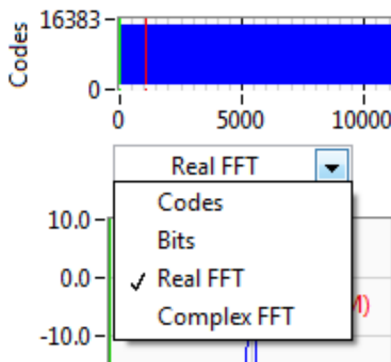 16383
Codes
0
0 5000 10000
Real FFT
Codes
Bits
Real FFT
Complex FFT
10.0
0.0
-10.0
M)